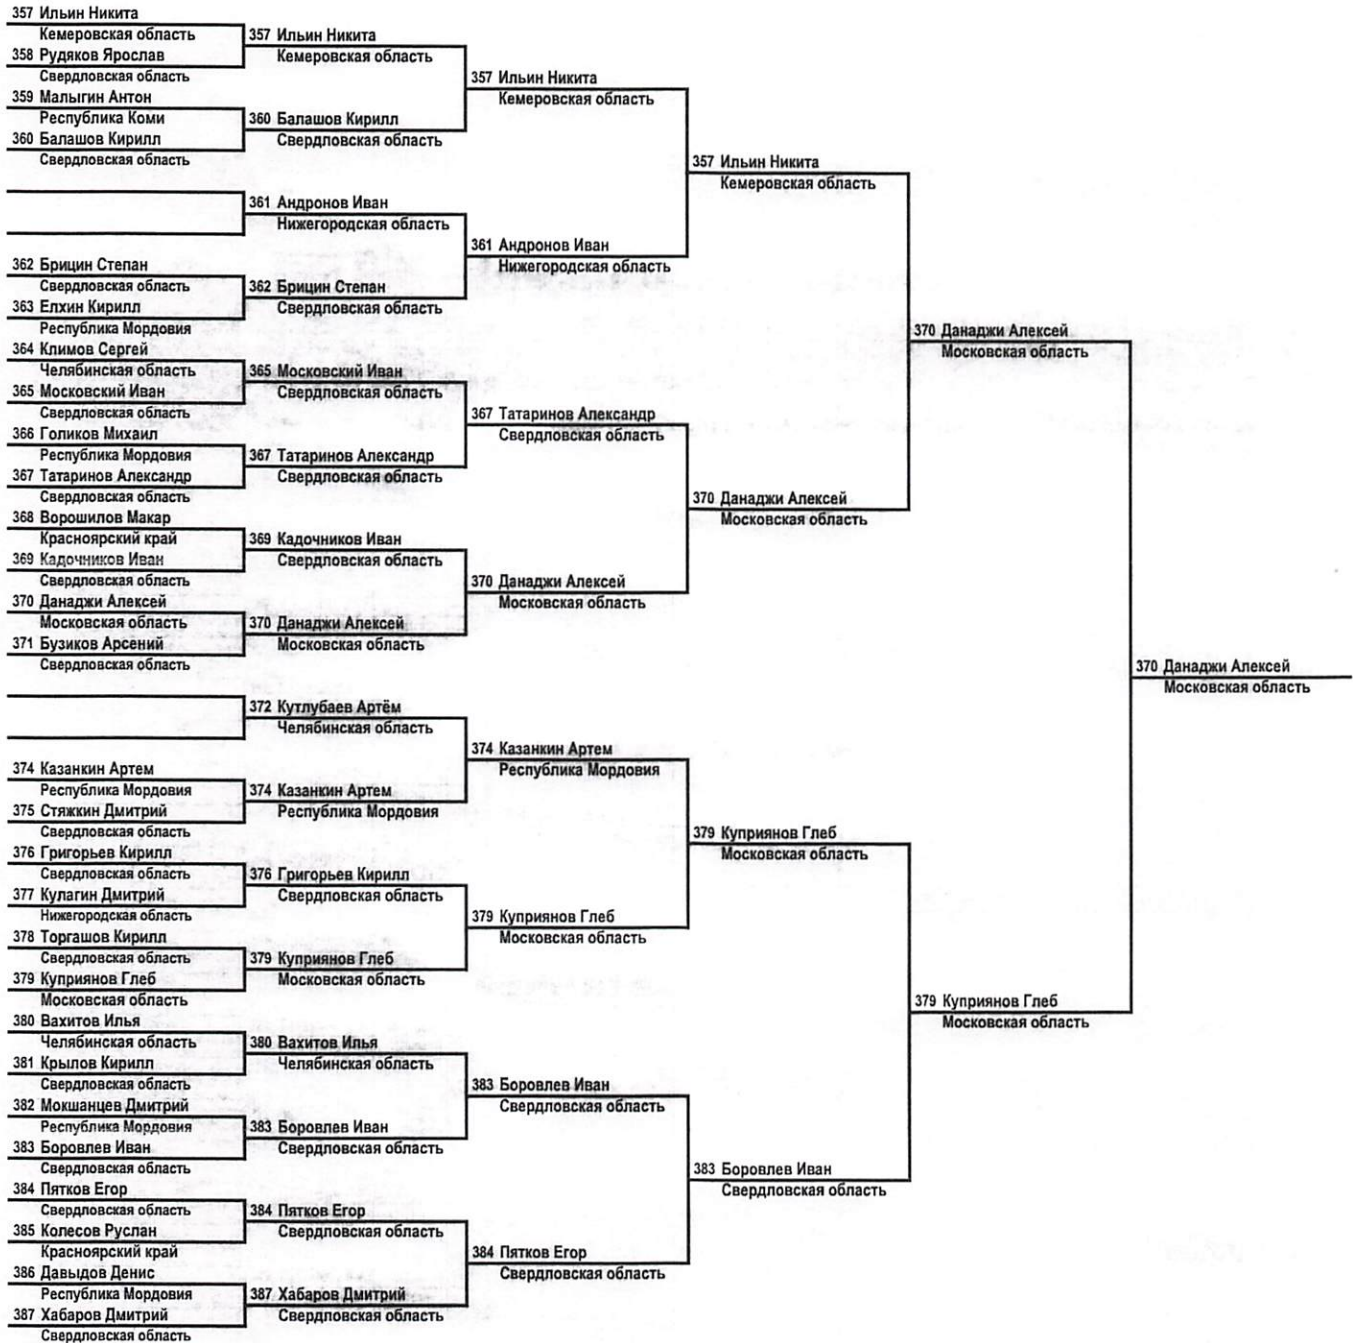 357 Ильин Никита
Кемеровская область
358 Рудяков Ярослав
Свердловская область
359 Малыгин Антон
Республика Коми
360 Балашов Кирилл
Свердловская область
362 Брицин Степан
Свердловская область
363 Елхин Кирилл
Республика Мордовия
364 Климов Сергей
Челябинская область
365 Московский Иван
Свердловская область
366 Голиков Михаил
Республика Мордовия
367 Татаринов Александр
Свердловская область
368 Ворошилов Макар
Красноярский край
369 Кадочников Иван
Свердловская область
370 Данаджи Алексей
Московская область
371 Бузиков Арсений
Свердловская область
374 Казанкин Артем
Республика Мордовия
375 Стяжкин Дмитрий
Свердловская область
376 Григорьев Кирилл
Свердловская область
377 Кулагин Дмитрий
Нижегородская область
378 Торгашов Кирилл
Свердловская область
379 Куприянов Глеб
Московская область
380 Вахитов Илья
Челябинская область
381 Крылов Кирилл
Свердловская область
382 Мокшанцев Дмитрий
Республика Мордовия
383 Боровлев Иван
Свердловская область
384 Пятков Егор
Свердловская область
385 Колесов Руслан
Красноярский край
386 Давыдов Денис
Республика Мордовия
387 Хабаров Дмитрий
Свердловская область
357 Ильин Никита
Кемеровская область
360 Балашов Кирилл
Свердловская область
361 Андронов Иван
Нижегородская область
362 Брицин Степан
Свердловская область
365 Московский Иван
Свердловская область
367 Татаринов Александр
Свердловская область
369 Кадочников Иван
Свердловская область
370 Данаджи Алексей
Московская область
372 Кутлубаев Артём
Челябинская область
374 Казанкин Артем
Республика Мордовия
376 Григорьев Кирилл
Свердловская область
379 Куприянов Глеб
Московская область
380 Вахитов Илья
Челябинская область
383 Боровлев Иван
Свердловская область
384 Пятков Егор
Свердловская область
387 Хабаров Дмитрий
Свердловская область
357 Ильин Никита
Кемеровская область
361 Андронов Иван
Нижегородская область
367 Татаринов Александр
Свердловская область
370 Данаджи Алексей
Московская область
374 Казанкин Артем
Республика Мордовия
379 Куприянов Глеб
Московская область
383 Боровлев Иван
Свердловская область
384 Пятков Егор
Свердловская область
357 Ильин Никита
Кемеровская область
370 Данаджи Алексей
Московская область
379 Куприянов Глеб
Московская область
383 Боровлев Иван
Свердловская область
370 Данаджи Алексей
Московская область
379 Куприянов Глеб
Московская область
370 Данаджи Алексей
Московская область